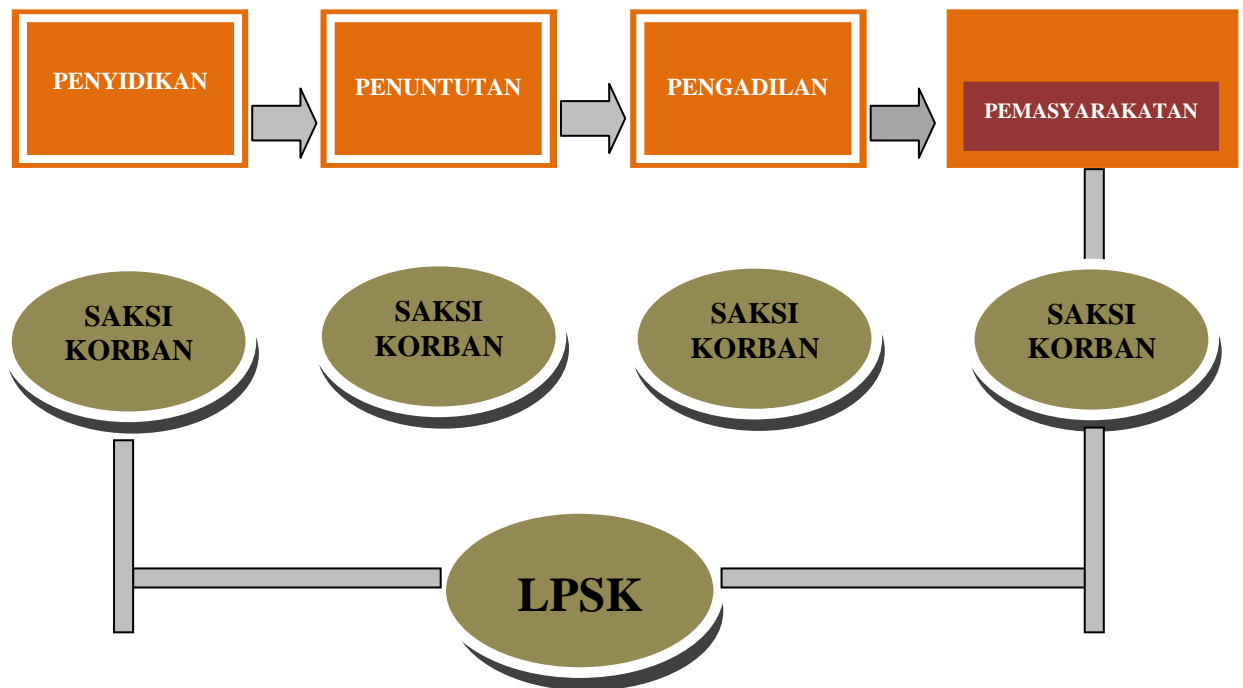 PENYIDIKAN
PENUNTUTAN
PENGADILAN
PEMASYARAKATAN
SAKSI
KORBAN
SAKSI
KORBAN
SAKSI
KORBAN
SAKSI
KORBAN
LPSK